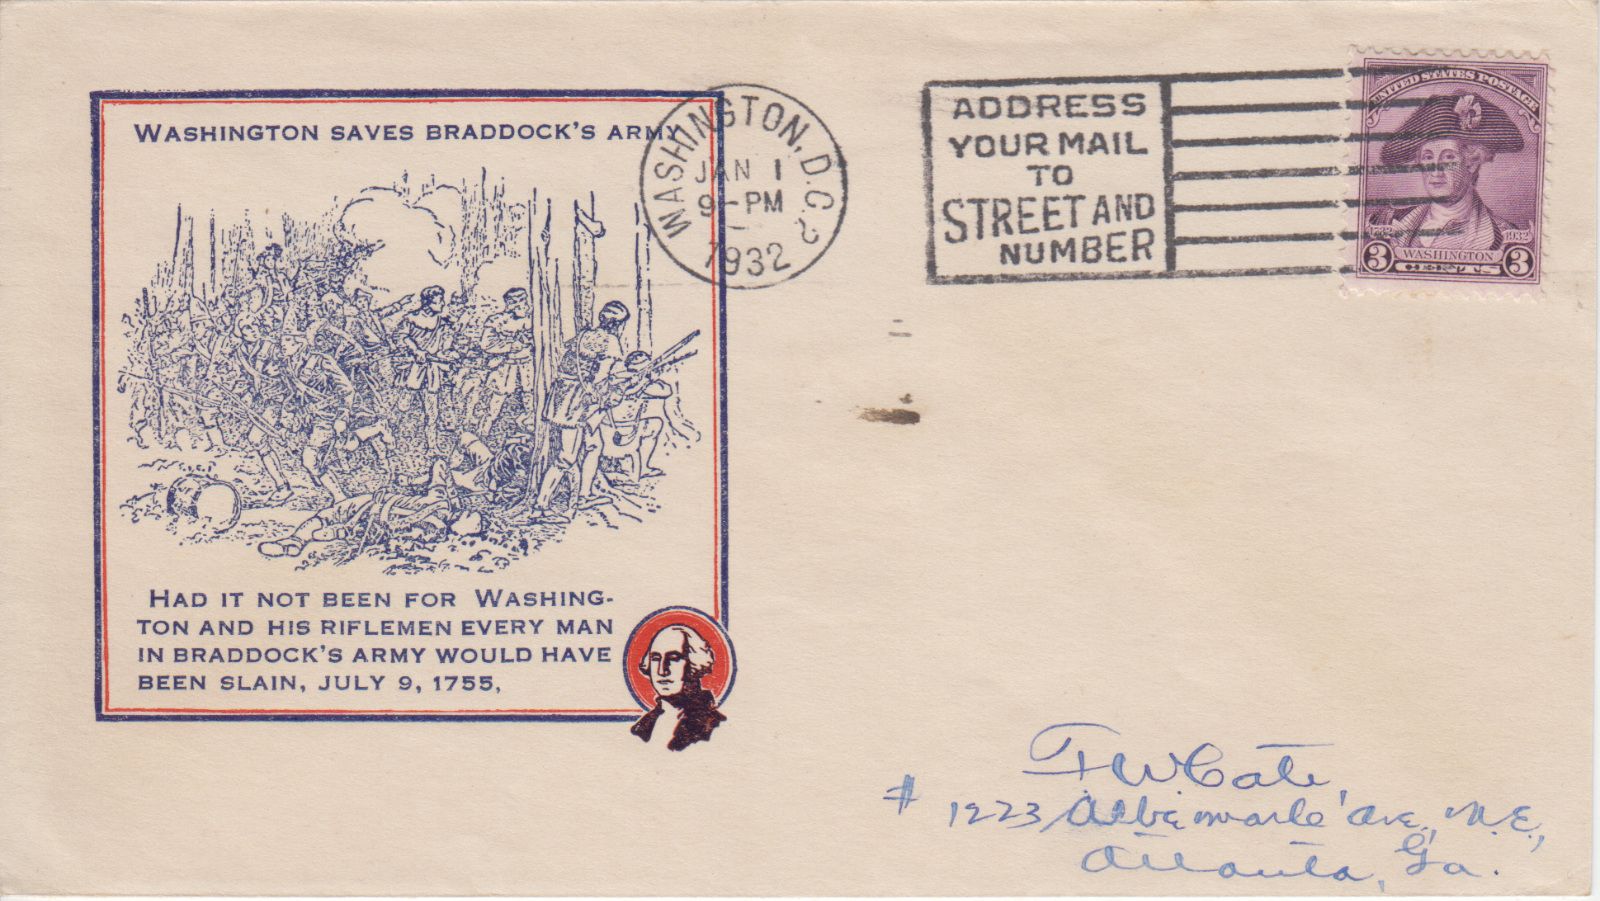 WASHINGTON SAVES BRADDOCK'S ARMY
WASHINGTON, D.C. 2
JAN 1
9-PM
1932
ADDRESS
YOUR MAIL
TO
STREET AND
NUMBER
UNITED STATES POSTAGE
1732 1932
WASHINGTON
3 CENTS 3
HAD IT NOT BEEN FOR WASHING-
TON AND HIS RIFLEMEN EVERY MAN
IN BRADDOCK'S ARMY WOULD HAVE
BEEN SLAIN, JULY 9, 1755,
F W Cate,
# 1223 Albemarle Ave., N.E.,
Atlanta, Ga.